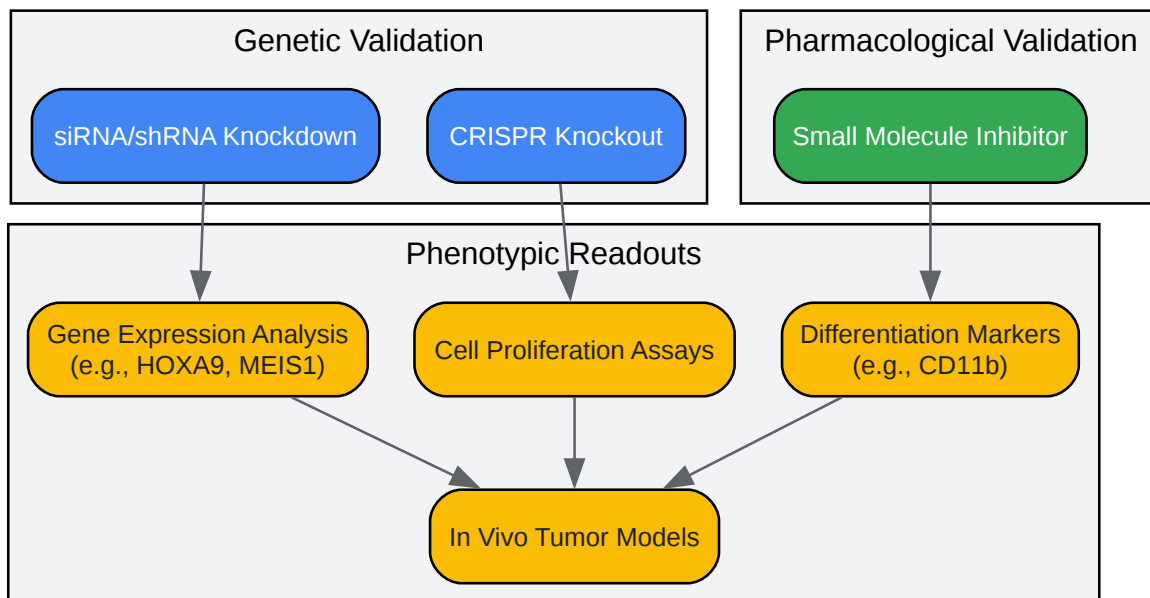 Genetic Validation
Pharmacological Validation
siRNA/shRNA Knockdown
CRISPR Knockout
Small Molecule Inhibitor
Phenotypic Readouts
Gene Expression Analysis
(e.g., HOXA9, MEIS1)
Cell Proliferation Assays
Differentiation Markers
(e.g., CD11b)
In Vivo Tumor Models